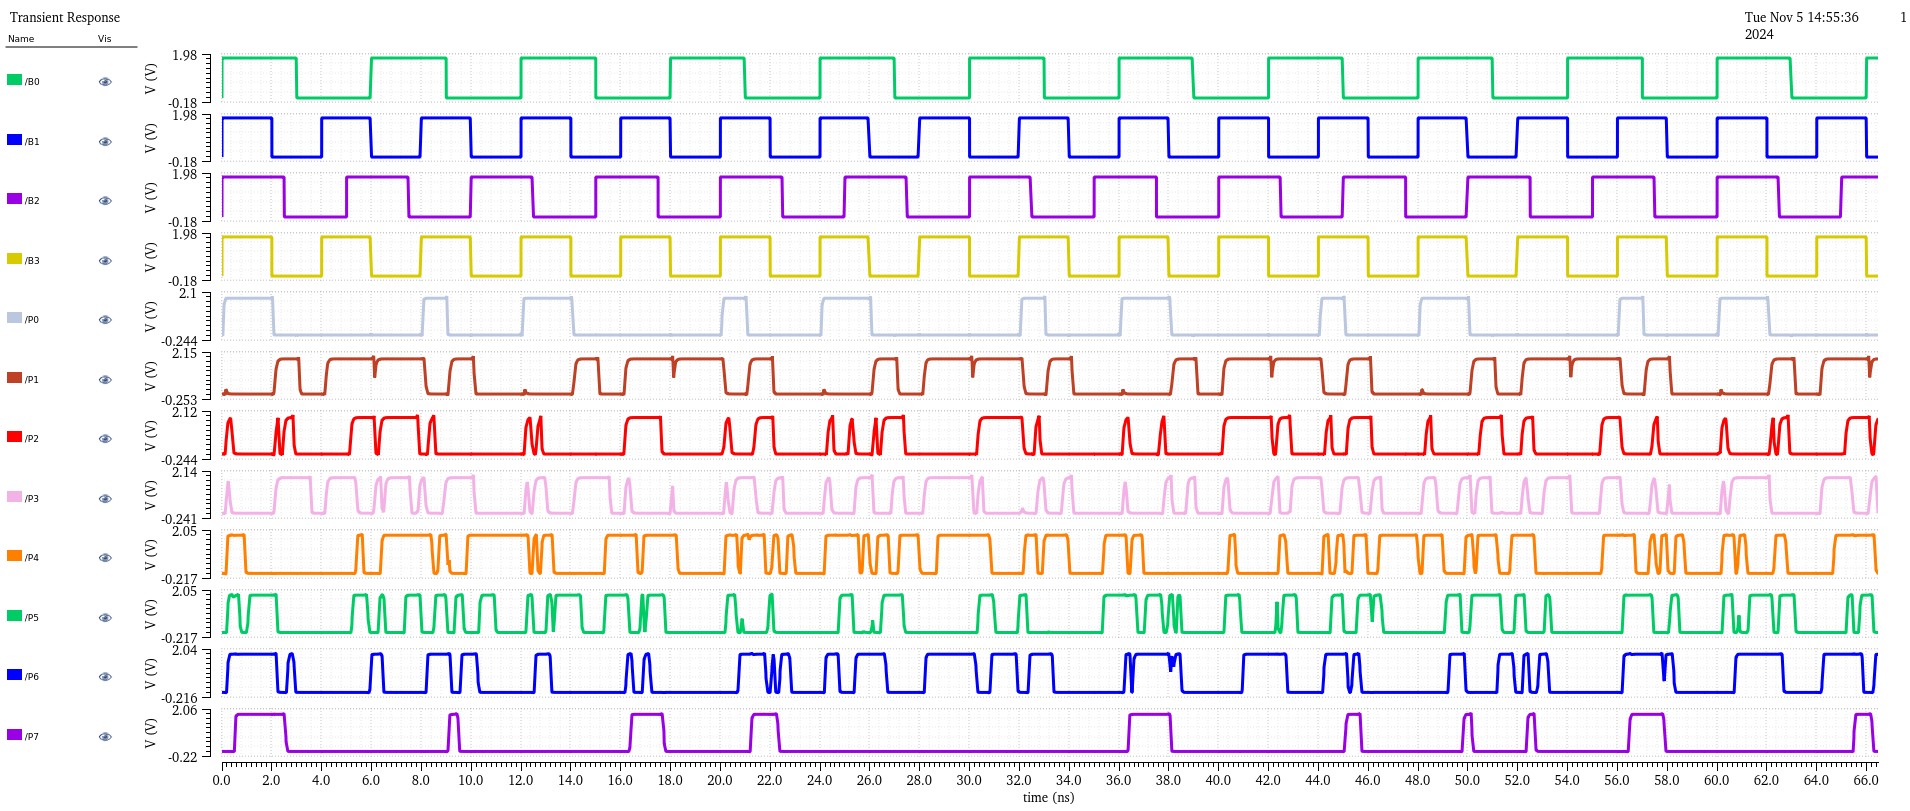 Transient Response
Tue Nov 5 14:55:36 1
2024
Name Vis
/B0 V (V) 1.98 -0.18
/B1 V (V) 1.98 -0.18
/B2 V (V) 1.98 -0.18
/B3 V (V) 1.98 -0.18
/P0 V (V) 2.1 -0.244
/P1 V (V) 2.15 -0.253
/P2 V (V) 2.12 -0.244
/P3 V (V) 2.14 -0.241
/P4 V (V) 2.05 -0.217
/P5 V (V) 2.05 -0.217
/P6 V (V) 2.04 -0.216
/P7 V (V) 2.06 -0.22
0.0 2.0 4.0 6.0 8.0 10.0 12.0 14.0 16.0 18.0 20.0 22.0 24.0 26.0 28.0 30.0 32.0 34.0 36.0 38.0 40.0 42.0 44.0 46.0 48.0 50.0 52.0 54.0 56.0 58.0 60.0 62.0 64.0 66.0
time (ns)